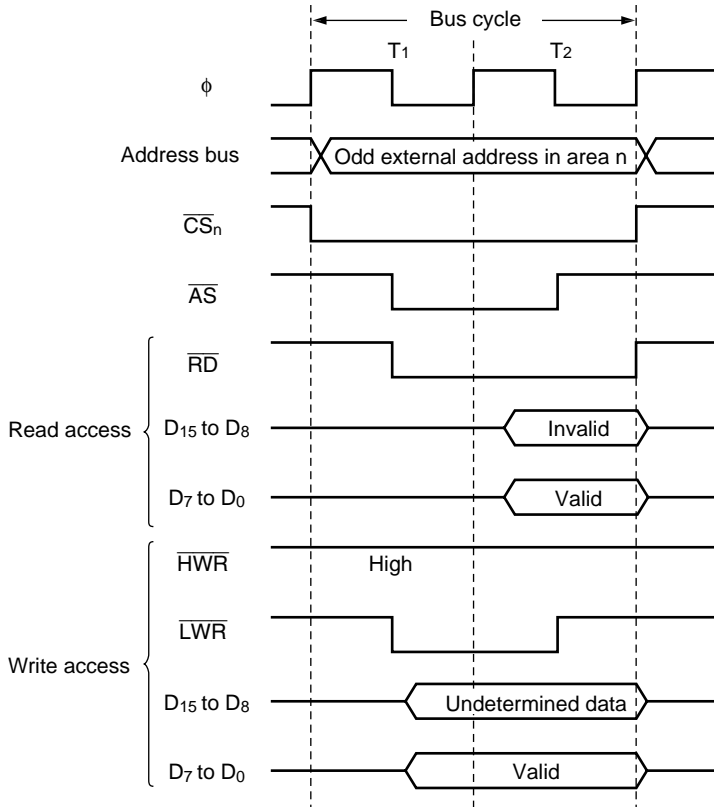 Bus cycle
T1 T2
φ
Address bus Odd external address in area n
CSn
AS
RD
Read access D15 to D8 Invalid
D7 to D0 Valid
HWR High
LWR
Write access
D15 to D8 Undetermined data
D7 to D0 Valid